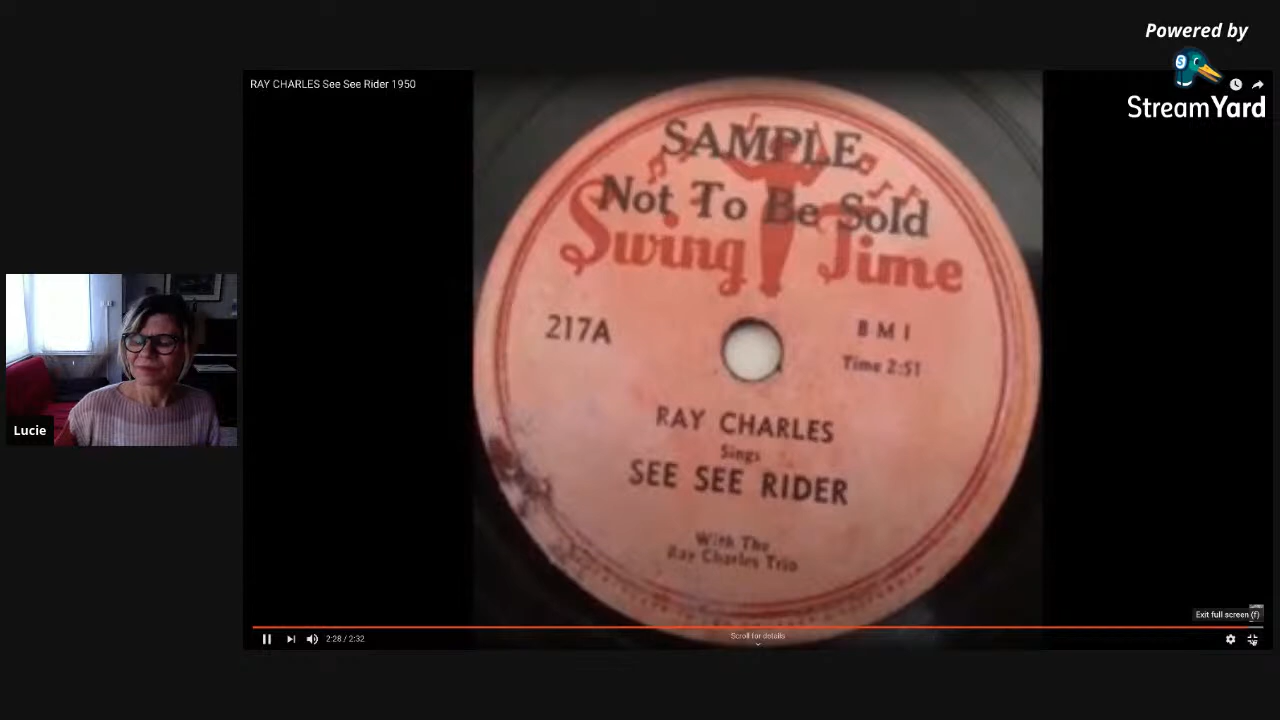 Powered by
StreamYard
RAY CHARLES See See Rider 1950
SAMPLE
Not To Be Sold
Swing Time
217A
BMI
Time 2:51
RAY CHARLES
Sings
SEE SEE RIDER
With The
Ray Charles Trio
Lucie
Exit full screen (f)
2:28 / 2:32
Scroll for details